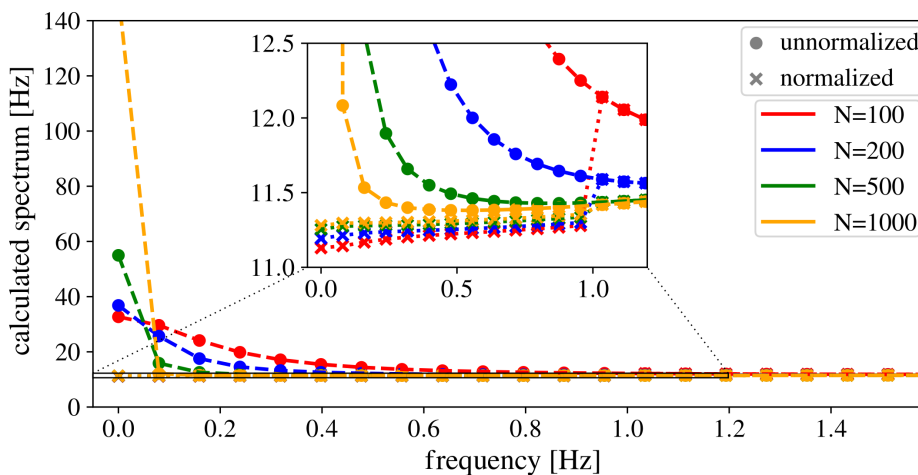 calculated spectrum [Hz]
140
120
100
80
60
40
20
0
0.0
0.2
0.4
0.6
0.8
1.0
1.2
1.4
frequency [Hz]
12.5
12.0
11.5
11.0
0.0
0.5
1.0
unnormalized
normalized
N=100
N=200
N=500
N=1000